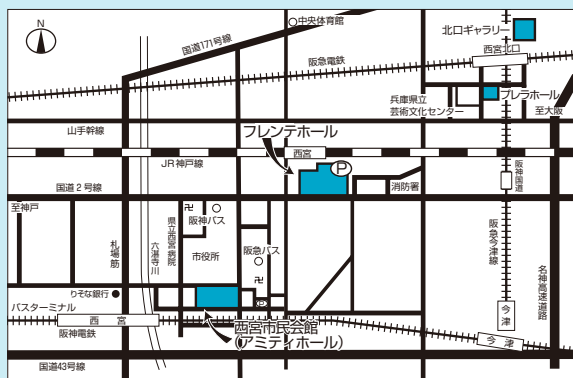 N
中央体育館
国道171号線
北口ギャラリー
西宮北口
阪急電鉄
プレラホール
兵庫県立
芸術文化センター
至大阪
山手幹線
フレンテホール
西宮
P
JR神戸線
阪神国道
国道2号線
消防署
至神戸
卍
阪神バス
札場筋
六湛寺川
県立西宮病院
市役所
阪急バス
卍
阪急今津線
名神高速道路
りそな銀行
P
バスターミナル
西宮
阪神電鉄
西宮市民会館
（アミティホール）
今津
今津
国道43号線